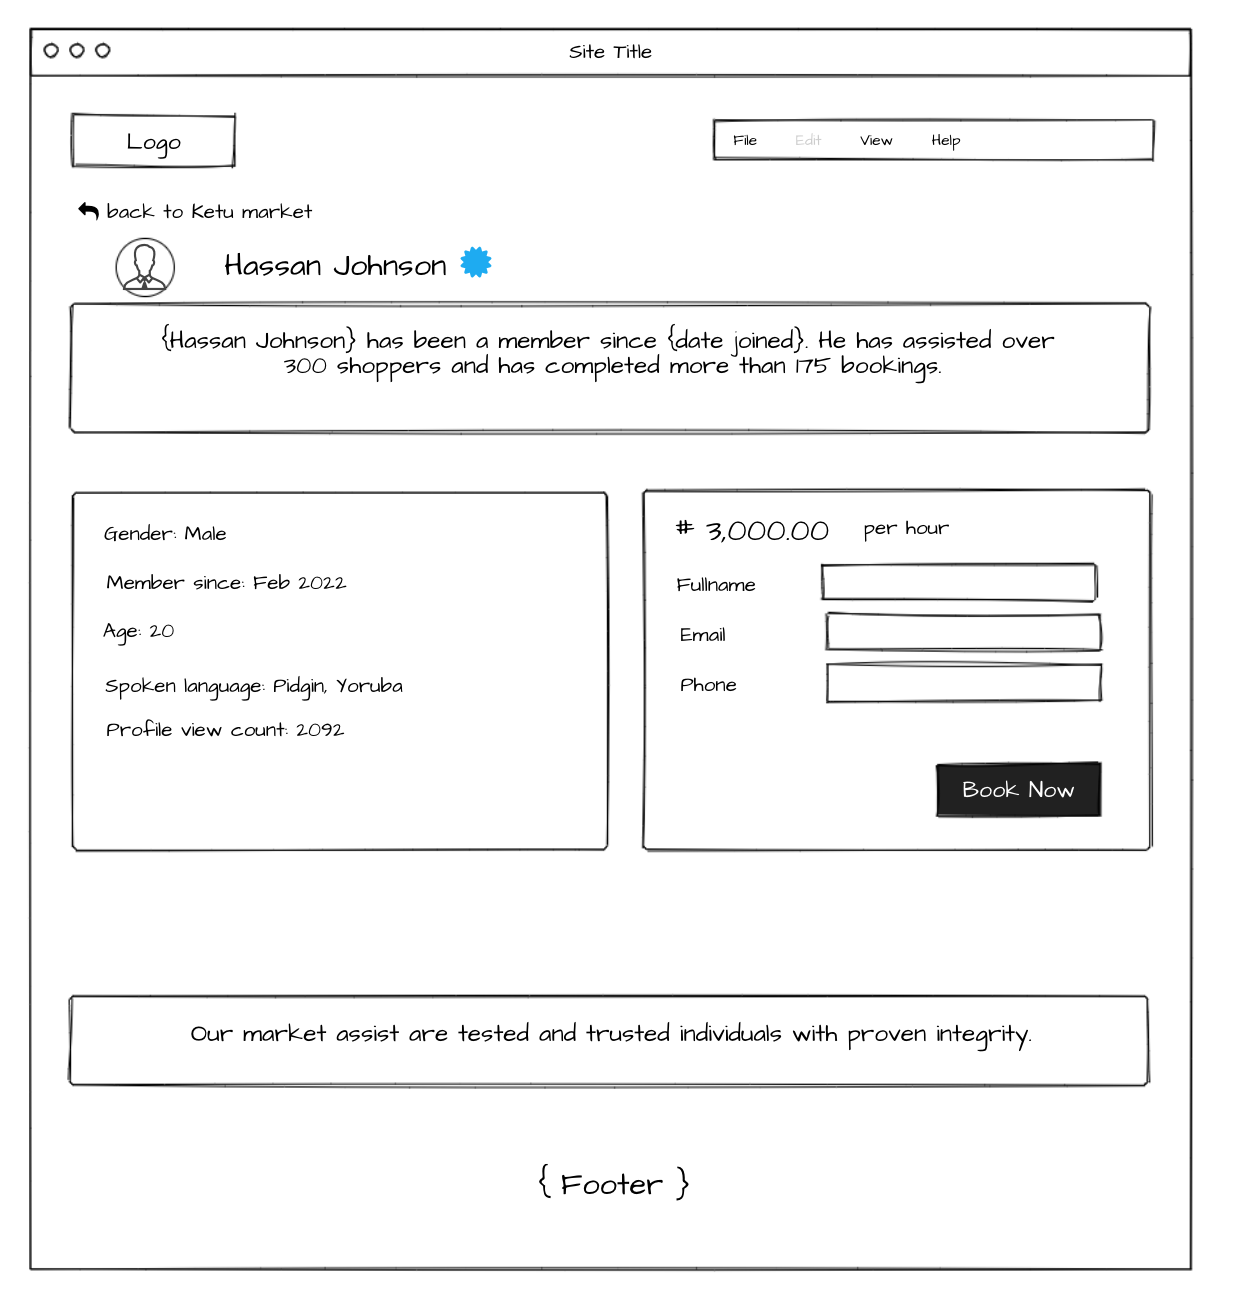 Site Title
Logo
File Edit View Help
back to Ketu market
Hassan Johnson
{Hassan Johnson} has been a member since {date joined}. He has assisted over
300 shoppers and has completed more than 175 bookings.
Gender: Male
Member since: Feb 2022
Age: 20
Spoken language: Pidgin, Yoruba
Profile view count: 2092
# 3,000.00 per hour
Fullname
Email
Phone
Book Now
Our market assist are tested and trusted individuals with proven integrity.
{ Footer }